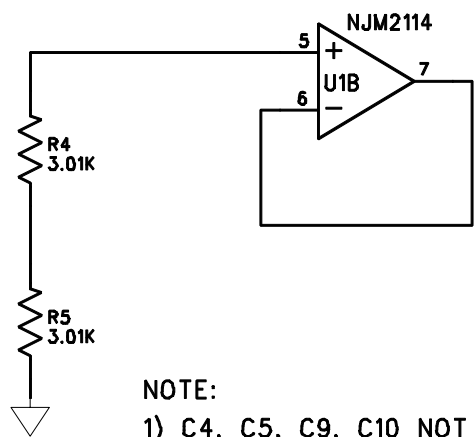 NJM2114
5
+
7
U1B
6
−
R4
3.01K
R5
3.01K
NOTE:
1) C4, C5, C9, C10 NOT